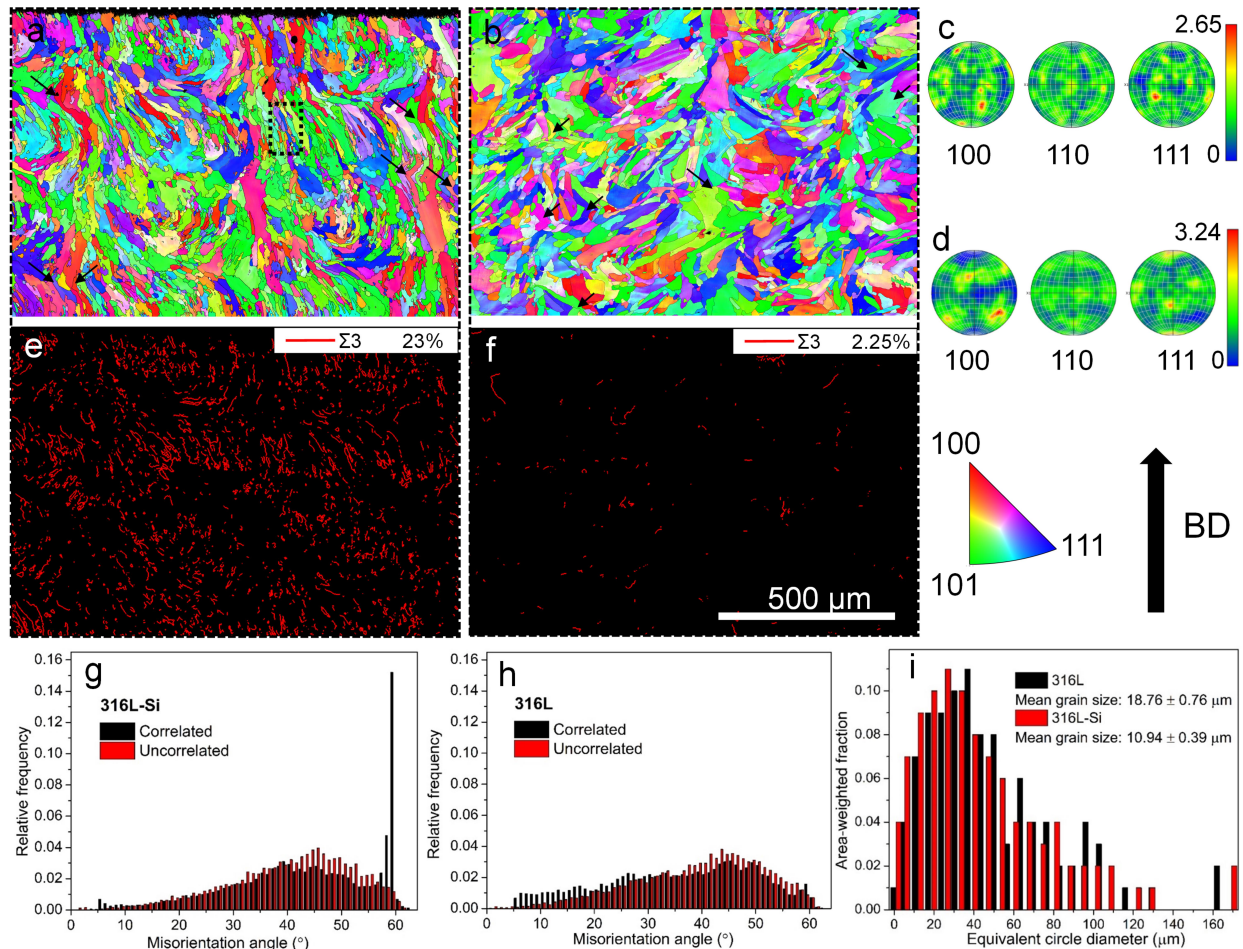 a
b
c
2.65
0
100 110 111
d
3.24
0
100 110 111
e
Σ3 23%
f
Σ3 2.25%
500 µm
100
111
101
BD
g
316L-Si
Correlated
Uncorrelated
Relative frequency
0.16
0.14
0.12
0.10
0.08
0.06
0.04
0.02
0.00
0 10 20 30 40 50 60
Misorientation angle (°)
h
316L
Correlated
Uncorrelated
Relative frequency
0.16
0.14
0.12
0.10
0.08
0.06
0.04
0.02
0.00
0 10 20 30 40 50 60
Misorientation angle (°)
i
316L
Mean grain size: 18.76 ± 0.76 µm
316L-Si
Mean grain size: 10.94 ± 0.39 µm
Area-weighted fraction
0.10
0.08
0.06
0.04
0.02
0.00
0 20 40 60 80 100 120 140 160
Equivalent circle diameter (µm)